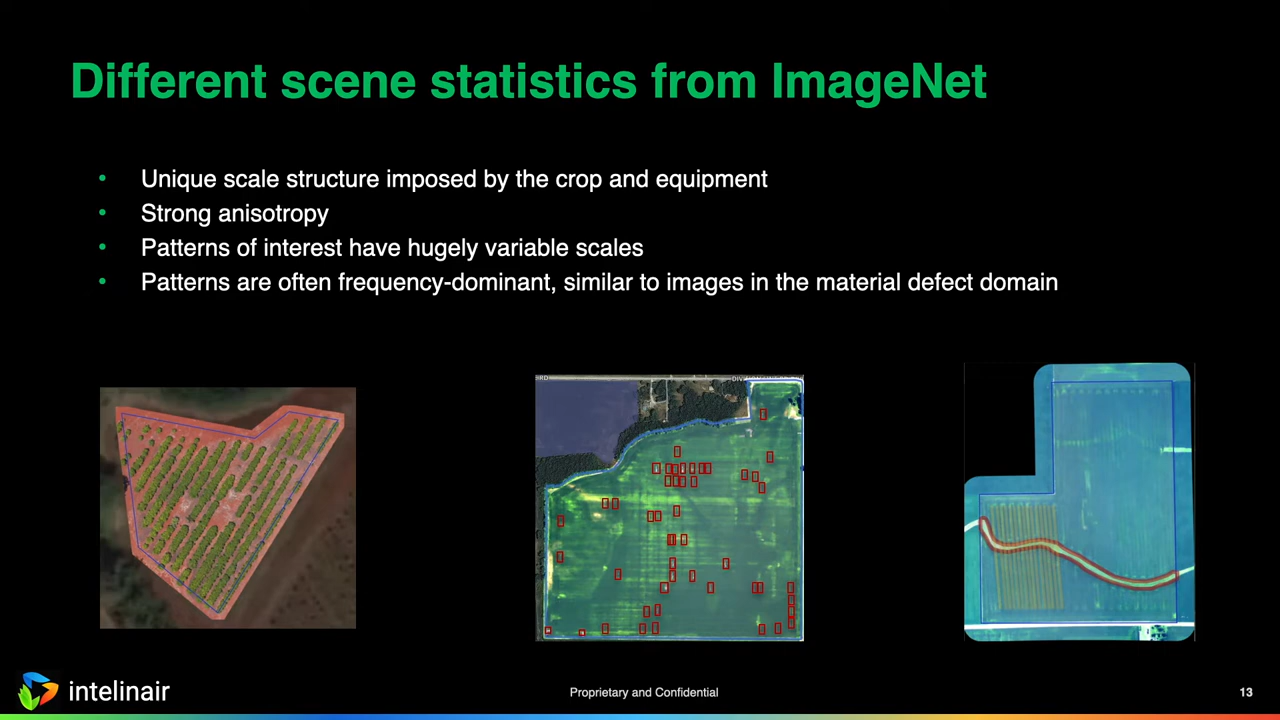 Different scene statistics from ImageNet
• Unique scale structure imposed by the crop and equipment
• Strong anisotropy
• Patterns of interest have hugely variable scales
• Patterns are often frequency-dominant, similar to images in the material defect domain
intelinair
Proprietary and Confidential
13